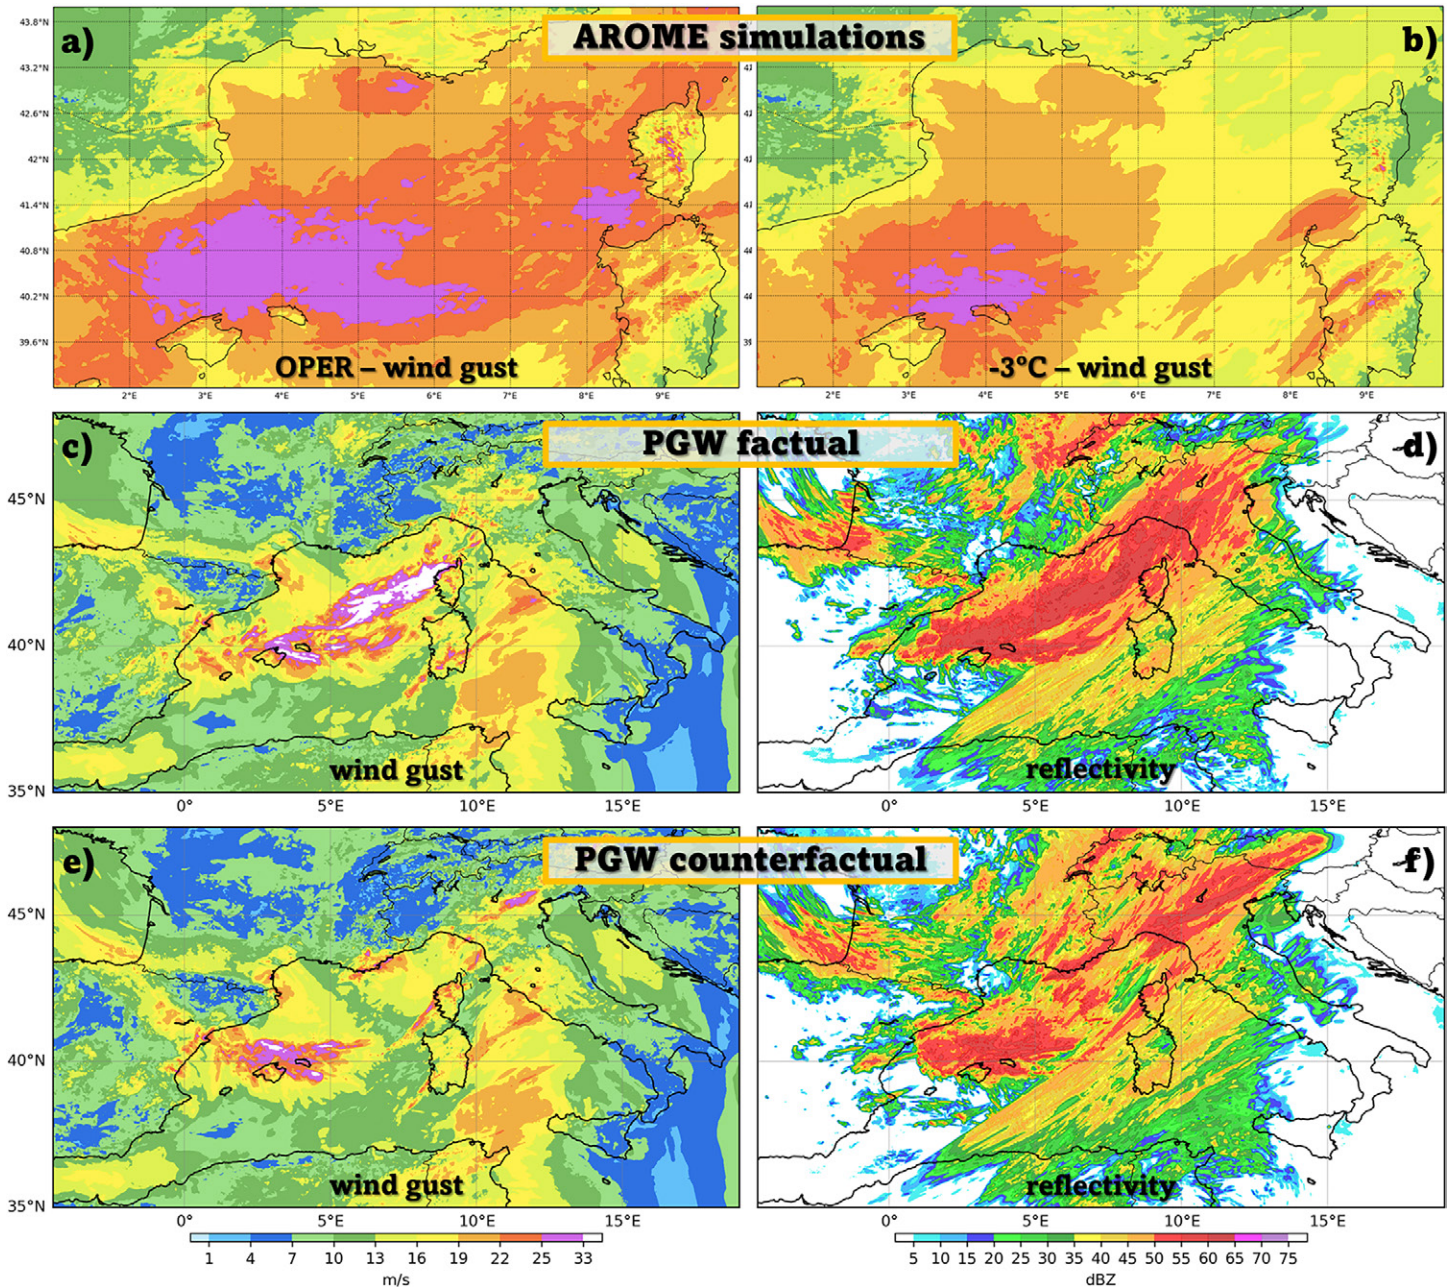 AROME simulations
a)
b)
43.8°N
43.2°N
42.6°N
42°N
41.4°N
40.8°N
40.2°N
39.6°N
OPER – wind gust
-3°C – wind gust
2°E 3°E 4°E 5°E 6°E 7°E 8°E 9°E
2°E 3°E 4°E 5°E 6°E 7°E 8°E 9°E
PGW factual
c)
d)
45°N
40°N
35°N
wind gust
reflectivity
0° 5°E 10°E 15°E
0° 5°E 10°E 15°E
PGW counterfactual
e)
f)
45°N
40°N
35°N
wind gust
reflectivity
0° 5°E 10°E 15°E
0° 5°E 10°E 15°E
1 4 7 10 13 16 19 22 25 33
m/s
5 10 15 20 25 30 35 40 45 50 55 60 65 70 75
dBZ